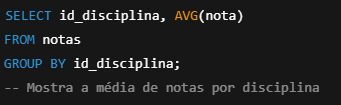 SELECT id_disciplina, AVG(nota)
FROM notas
GROUP BY id_disciplina;
-- Mostra a média de notas por disciplina